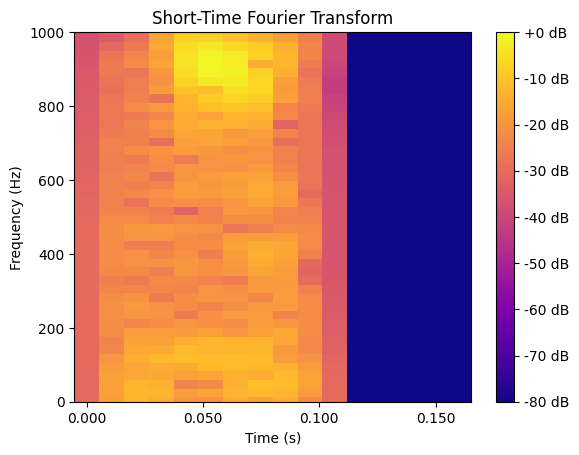 Short-Time Fourier Transform
1000
800
600
400
200
0
Frequency (Hz)
0.000
0.050
0.100
0.150
Time (s)
+0 dB
-10 dB
-20 dB
-30 dB
-40 dB
-50 dB
-60 dB
-70 dB
-80 dB